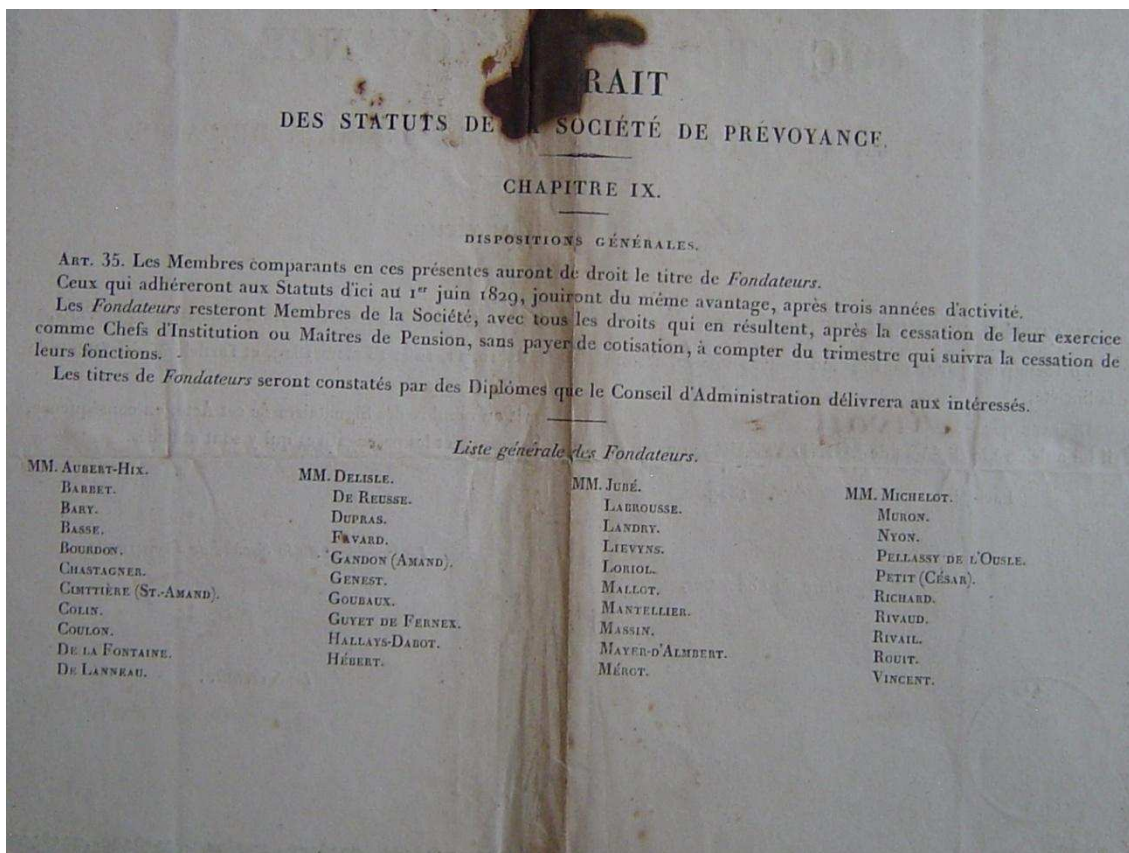 RAIT
DES STATUTS DE SOCIÉTÉ DE PRÉVOYANCE.
CHAPITRE IX.
DISPOSITIONS GÉNÉRALES.
ART. 35. Les Membres comparants en ces présentes auront de droit le titre de Fondateurs.
Ceux qui adhéreront aux Statuts d'ici au 1er juin 1829, jouiront du même avantage, après trois années d'activité.
Les Fondateurs resteront Membres de la Société, avec tous les droits qui en résultent, après la cessation de leur exercice
comme Chefs d'Institution ou Maîtres de Pension, sans payer de cotisation, à compter du trimestre qui suivra la cessation de
leurs fonctions.
Les titres de Fondateurs seront constatés par des Diplômes que le Conseil d'Administration délivrera aux intéressés.
Liste générale des Fondateurs.
MM. AUBERT-HIX.
BARBET.
BARY.
BASSE.
BOURDON.
CHASTAGNER.
CIMTTIÈRE (ST.-AMAND).
COLIN.
COULON.
DE LA FONTAINE.
DE LANNEAU.
MM. DELISLE.
DE REUSSE.
DUPRAS.
FAVARD.
GANDON (AMAND).
GENEST.
GOUBAUX.
GUYET DE FERNEX.
HALLAYS-DABOT.
HÉBERT.
MM. JUBÉ.
LABROUSSE.
LANDRY.
LIEVYNS.
LORIOL.
MALLOT.
MANTELLIER.
MASSIN.
MAYER-D'ALMBERT.
MÉROT.
MM. MICHELOT.
MURON.
NYON.
PELLASSY DE L'OUSLE.
PETIT (CÉSAR).
RICHARD.
RIVAUD.
RIVAIL.
ROUIT.
VINCENT.